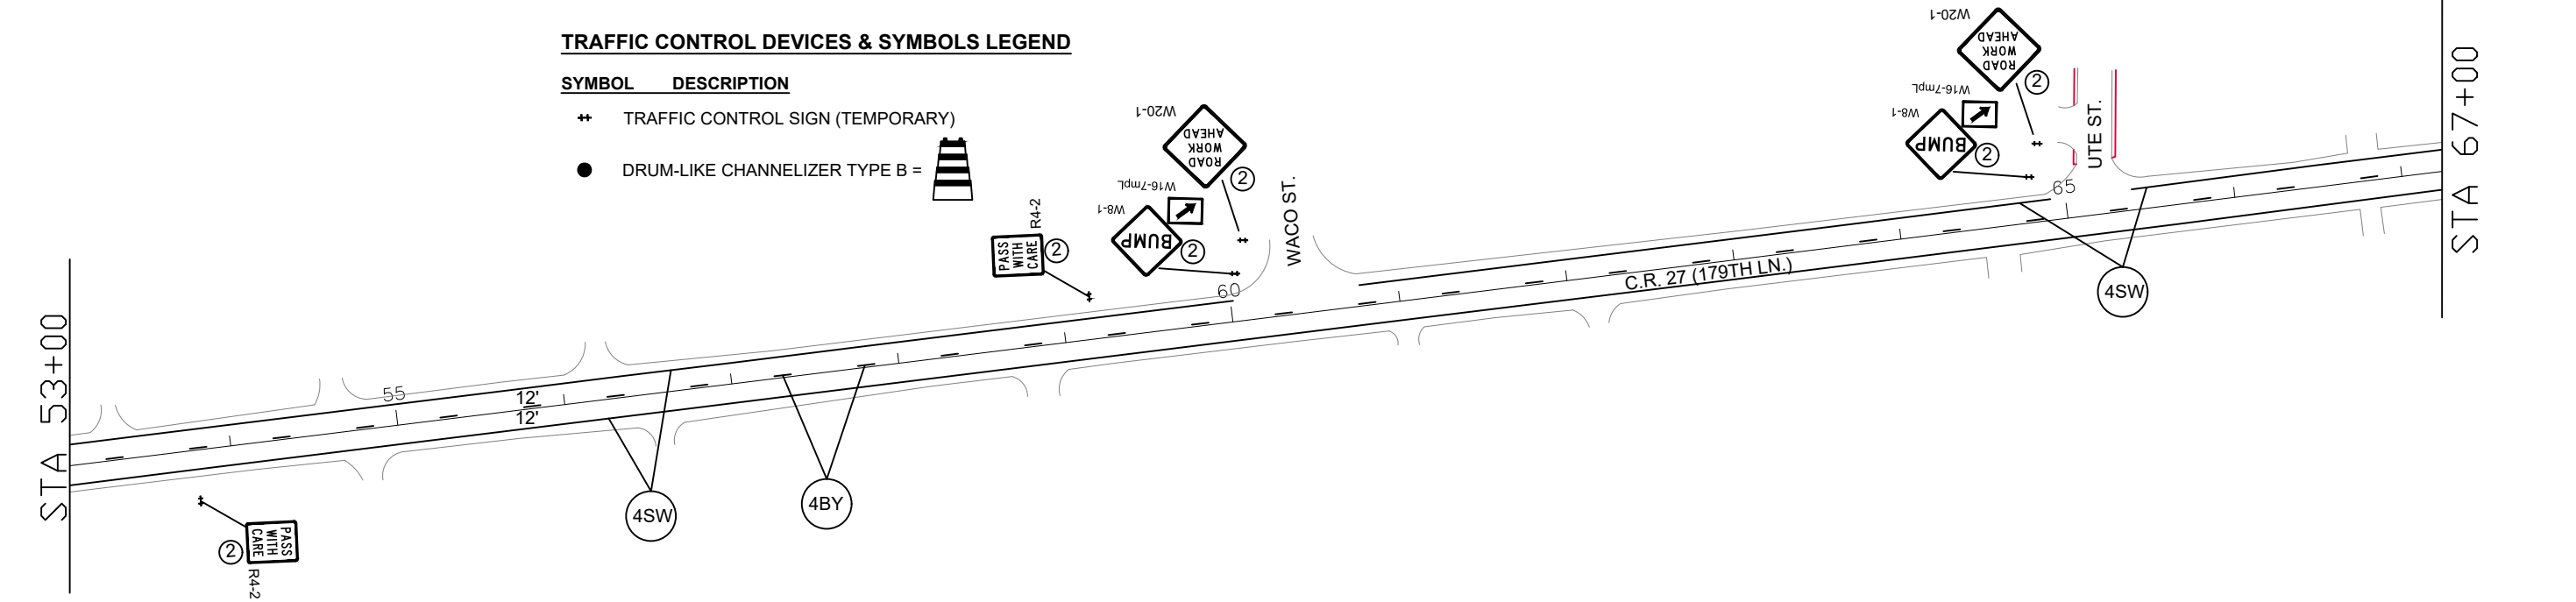 TRAFFIC CONTROL DEVICES & SYMBOLS LEGEND
SYMBOL DESCRIPTION
TRAFFIC CONTROL SIGN (TEMPORARY)
DRUM-LIKE CHANNELIZER TYPE B =
STA 53+00
55
12'
12'
PASS
WITH
CARE
2
R4-2
4SW
4BY
PASS
WITH
CARE
R4-2
2
W20-1
ROAD
WORK
AHEAD
2
W16-7mpL
W8-1
BUMP
2
60
WACO ST.
C.R. 27 (179TH LN.)
W20-1
ROAD
WORK
AHEAD
2
W16-7mpL
W8-1
BUMP
2
UTE ST.
65
4SW
STA 67+00